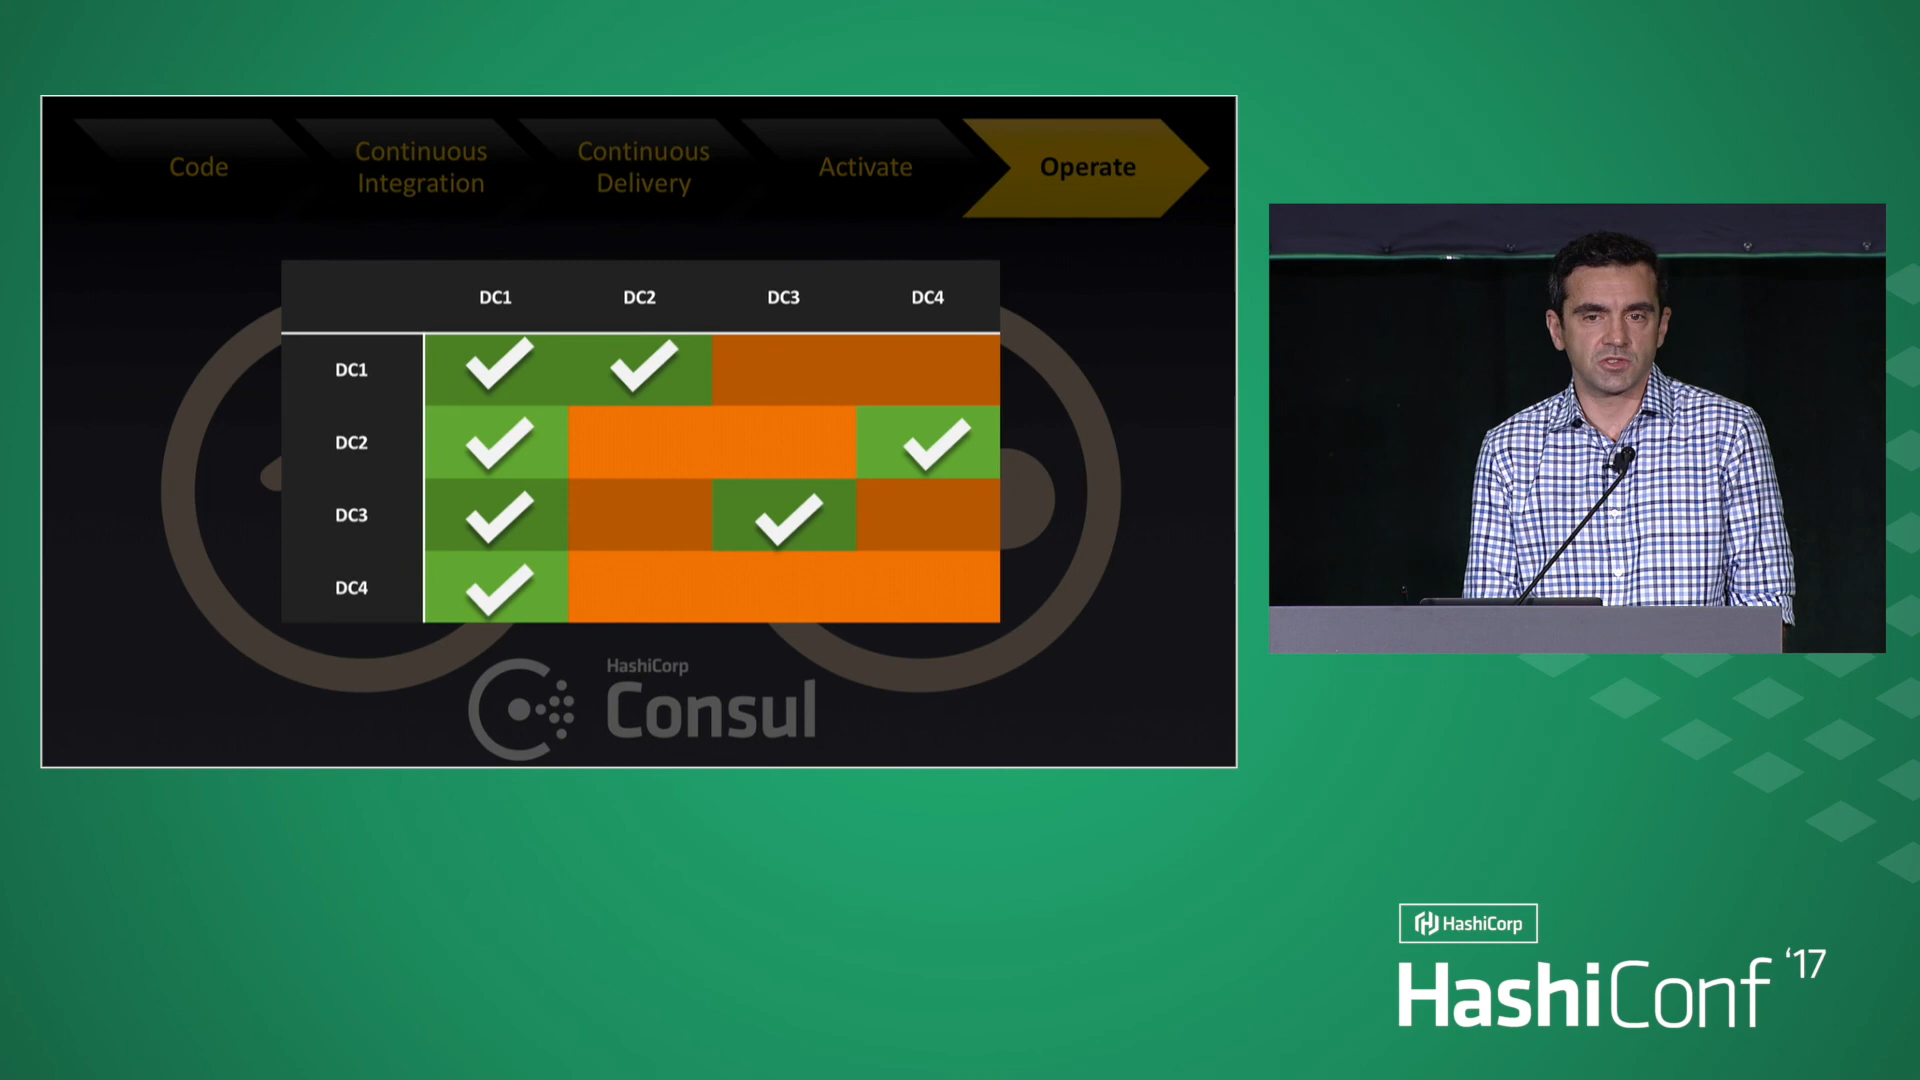 Code
Continuous
Integration
Continuous
Delivery
Activate
Operate
DC1 DC2 DC3 DC4
DC1
DC2
DC3
DC4
HashiCorp
Consul
HashiCorp
HashiConf '17